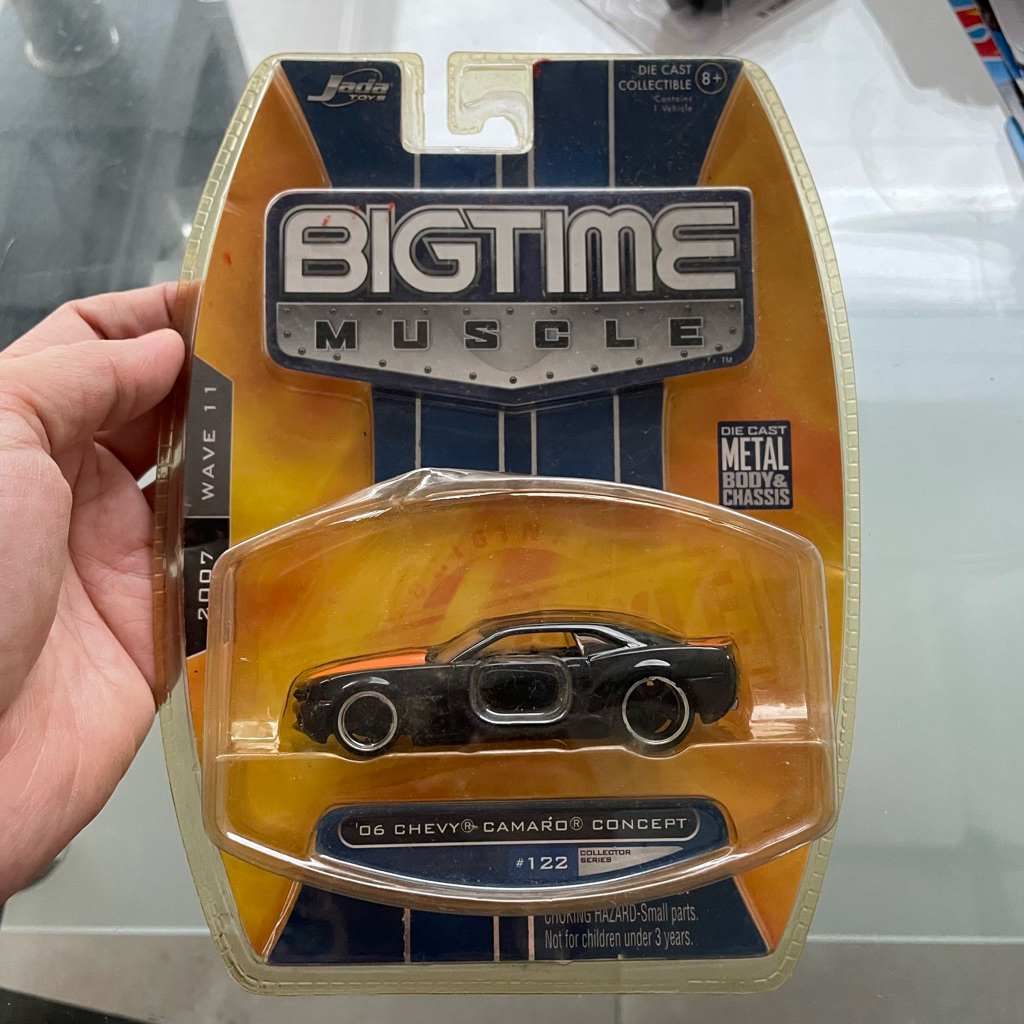 Jada
TOYS
DIE CAST
COLLECTIBLE
8+
Contains
1 Vehicle
BIGTIME
MUSCLE
TM
WAVE 11
2007
DIE CAST
METAL
BODY&
CHASSIS
'06 CHEVY® CAMARO® CONCEPT
#122
COLLECTOR
SERIES
CHOKING HAZARD-Small parts.
Not for children under 3 years.